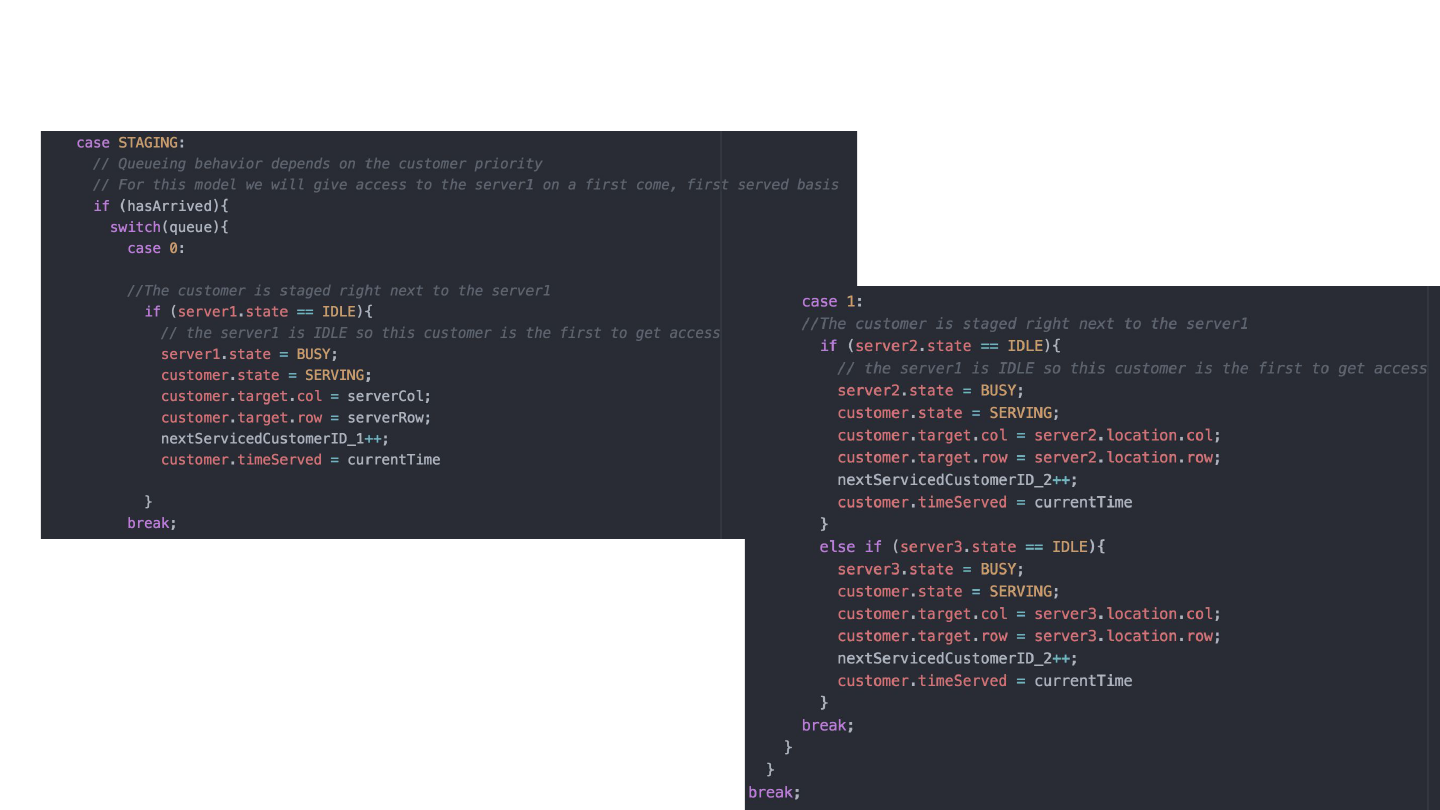 case STAGING:
// Queueing behavior depends on the customer priority
// For this model we will give access to the server1 on a first come, first served basis
if (hasArrived){
switch(queue){
case 0:
//The customer is staged right next to the server1
if (server1.state == IDLE){
// the server1 is IDLE so this customer is the first to get access
server1.state = BUSY;
customer.state = SERVING;
customer.target.col = serverCol;
customer.target.row = serverRow;
nextServicedCustomerID_1++;
customer.timeServed = currentTime
}
break;
case 1:
//The customer is staged right next to the server1
if (server2.state == IDLE){
// the server1 is IDLE so this customer is the first to get access
server2.state = BUSY;
customer.state = SERVING;
customer.target.col = server2.location.col;
customer.target.row = server2.location.row;
nextServicedCustomerID_2++;
customer.timeServed = currentTime
}
else if (server3.state == IDLE){
server3.state = BUSY;
customer.state = SERVING;
customer.target.col = server3.location.col;
customer.target.row = server3.location.row;
nextServicedCustomerID_2++;
customer.timeServed = currentTime
}
break;
}
}
break;